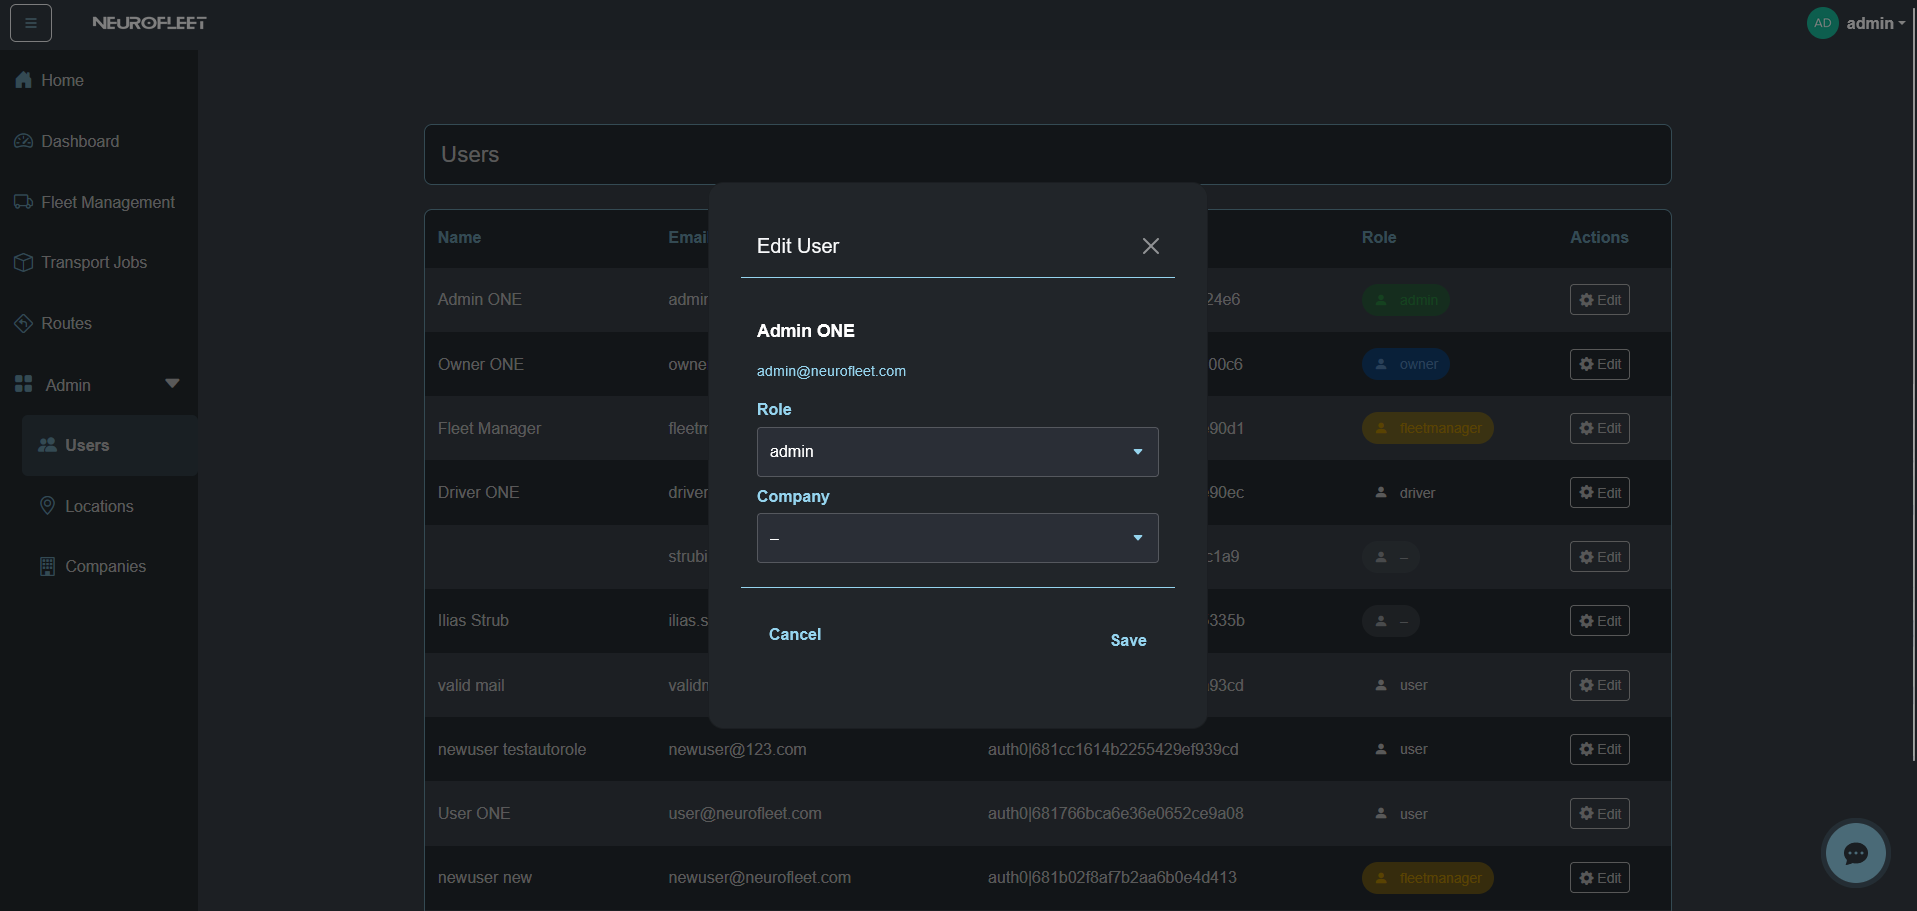 NEUROFLEET
AD admin
Home
Dashboard
Fleet Management
Transport Jobs
Routes
Admin
Users
Locations
Companies
Users
Name Emai Role Actions
Admin ONE admin 24e6 admin Edit
Owner ONE owne 00c6 owner Edit
Fleet Manager fleetm 90d1 fleetmanager Edit
Driver ONE driver 90ec driver Edit
strubi c1a9 – Edit
Ilias Strub ilias.s 335b – Edit
valid mail validm 93cd user Edit
newuser testautorole newuser@123.com auth0|681cc1614b2255429ef939cd user Edit
User ONE user@neurofleet.com auth0|681766bca6e36e0652ce9a08 user Edit
newuser new newuser@neurofleet.com auth0|681b02f8af7b2aa6b0e4d413 fleetmanager Edit
Edit User
Admin ONE
admin@neurofleet.com
Role
admin
Company
–
Cancel
Save